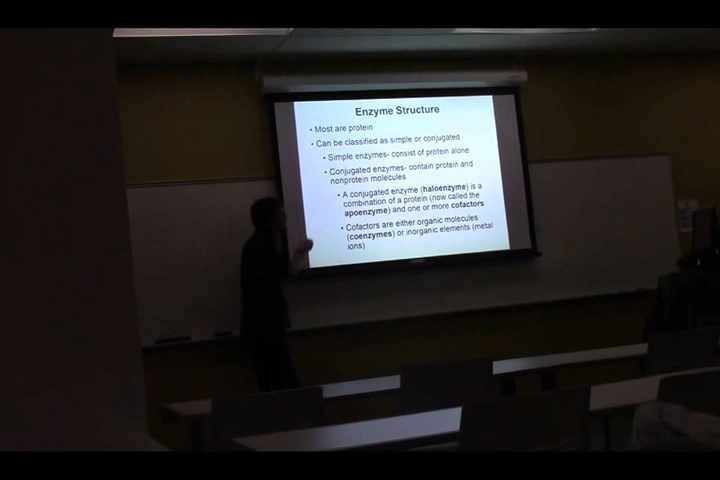 Enzyme Structure
• Most are protein
• Can be classified as simple or conjugated
• Simple enzymes- consist of protein alone
• Conjugated enzymes- contain protein and
nonprotein molecules
• A conjugated enzyme (haloenzyme) is a
combination of a protein (now called the
apoenzyme) and one or more cofactors
• Cofactors are either organic molecules
(coenzymes) or inorganic elements (metal
ions)